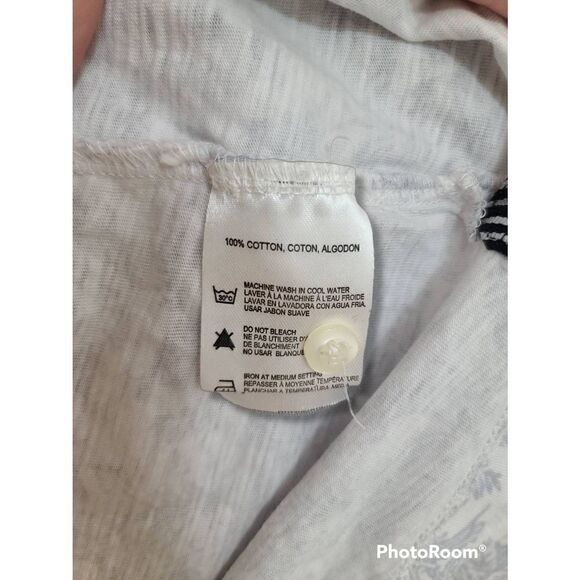 100% COTTON, COTON, ALGODON
30°C
MACHINE WASH IN COOL WATER
LAVER À LA MACHINE À L'EAU FROIDE
LAVAR EN LAVADORA CON AGUA FRIA,
USAR JABON SUAVE
DO NOT BLEACH
NE PAS UTILISER
DE BLANCHIMENT
NO USAR
IRON AT MEDIUM SETTING
REPASSER À MOYENNE TEMPÉRATURE
PLANCHAR A TEMPERATURA
PhotoRoom®